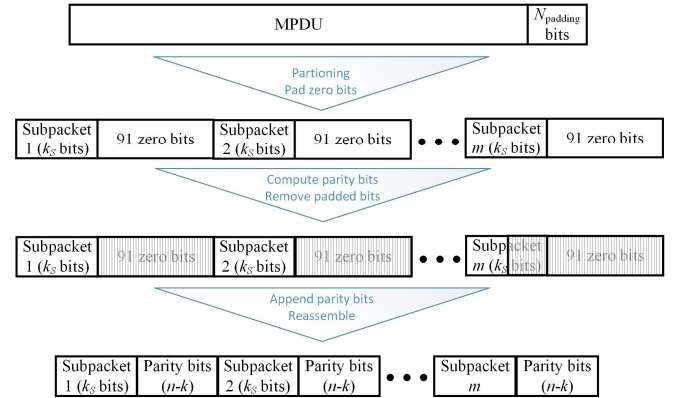 MPDU
N_padding
bits
Partioning
Pad zero bits
Subpacket
1 (k_S bits)
91 zero bits
Subpacket
2 (k_S bits)
91 zero bits
Subpacket
m (k_S bits)
91 zero bits
Compute parity bits
Remove padded bits
Subpacket
1 (k_S bits)
91 zero bits
Subpacket
2 (k_S bits)
91 zero bits
Subpacket
m (k_S bits)
91 zero bits
Append parity bits
Reassemble
Subpacket
1 (k_S bits)
Parity bits
(n-k)
Subpacket
2 (k_S bits)
Parity bits
(n-k)
Subpacket
m
Parity bits
(n-k)